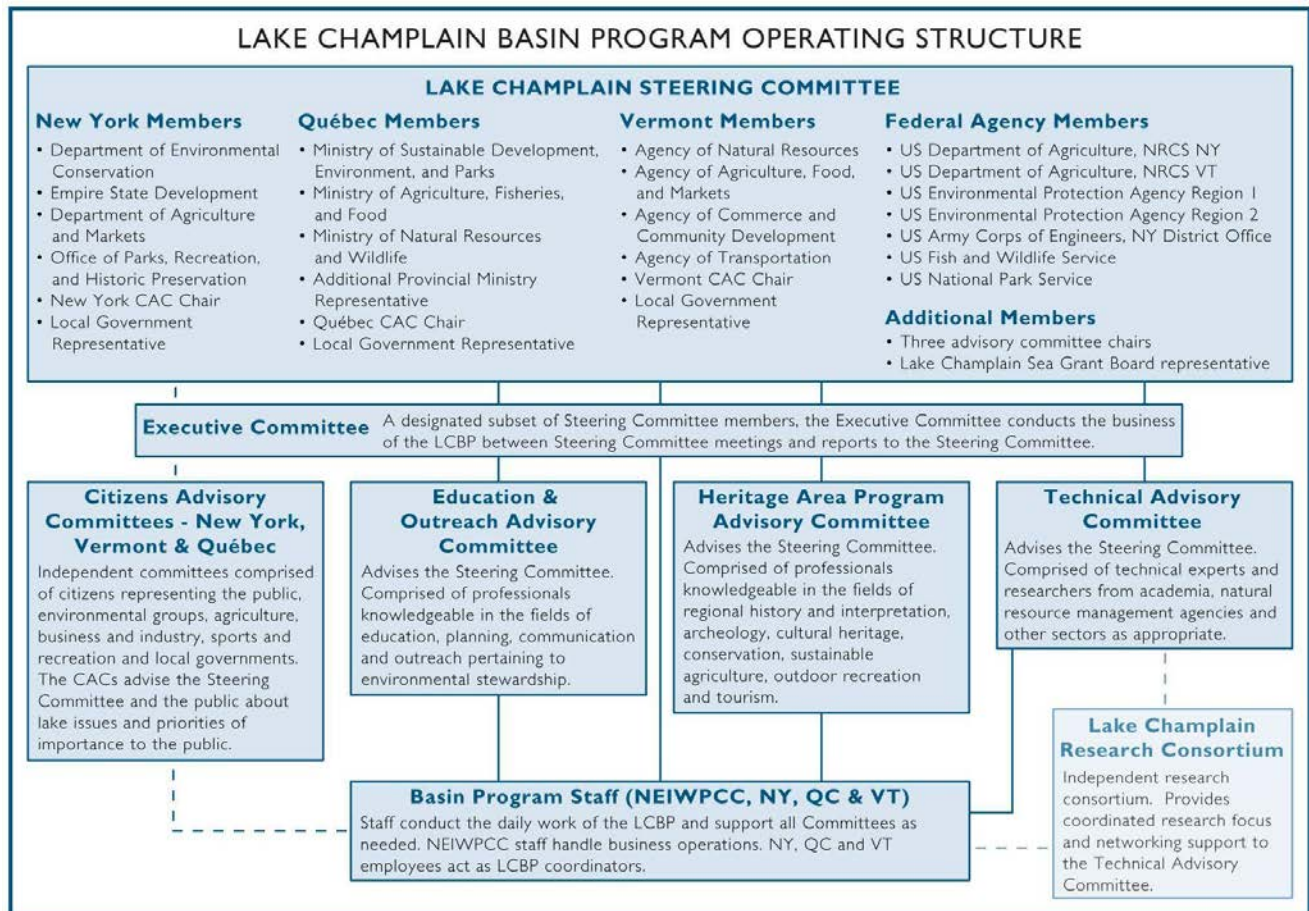 LAKE CHAMPLAIN BASIN PROGRAM OPERATING STRUCTURE
LAKE CHAMPLAIN STEERING COMMITTEE
New York Members
• Department of Environmental
Conservation
• Empire State Development
• Department of Agriculture
and Markets
• Office of Parks, Recreation,
and Historic Preservation
• New York CAC Chair
• Local Government
Representative
Québec Members
• Ministry of Sustainable Development,
Environment, and Parks
• Ministry of Agriculture, Fisheries,
and Food
• Ministry of Natural Resources
and Wildlife
• Additional Provincial Ministry
Representative
• Québec CAC Chair
• Local Government Representative
Vermont Members
• Agency of Natural Resources
• Agency of Agriculture, Food,
and Markets
• Agency of Commerce and
Community Development
• Agency of Transportation
• Vermont CAC Chair
• Local Government
Representative
Federal Agency Members
• US Department of Agriculture, NRCS NY
• US Department of Agriculture, NRCS VT
• US Environmental Protection Agency Region 1
• US Environmental Protection Agency Region 2
• US Army Corps of Engineers, NY District Office
• US Fish and Wildlife Service
• US National Park Service
Additional Members
• Three advisory committee chairs
• Lake Champlain Sea Grant Board representative
Executive Committee
A designated subset of Steering Committee members, the Executive Committee conducts the business
of the LCBP between Steering Committee meetings and reports to the Steering Committee.
Citizens Advisory
Committees - New York,
Vermont & Québec
Independent committees comprised
of citizens representing the public,
environmental groups, agriculture,
business and industry, sports and
recreation and local governments.
The CACs advise the Steering
Committee and the public about
lake issues and priorities of
importance to the public.
Education &
Outreach Advisory
Committee
Advises the Steering Committee.
Comprised of professionals
knowledgeable in the fields of
education, planning, communication
and outreach pertaining to
environmental stewardship.
Heritage Area Program
Advisory Committee
Advises the Steering Committee.
Comprised of professionals
knowledgeable in the fields of
regional history and interpretation,
archeology, cultural heritage,
conservation, sustainable
agriculture, outdoor recreation
and tourism.
Technical Advisory
Committee
Advises the Steering Committee.
Comprised of technical experts and
researchers from academia, natural
resource management agencies and
other sectors as appropriate.
Lake Champlain
Research Consortium
Independent research
consortium. Provides
coordinated research focus
and networking support to
the Technical Advisory
Committee.
Basin Program Staff (NEIWPCC, NY, QC & VT)
Staff conduct the daily work of the LCBP and support all Committees as
needed. NEIWPCC staff handle business operations. NY, QC and VT
employees act as LCBP coordinators.